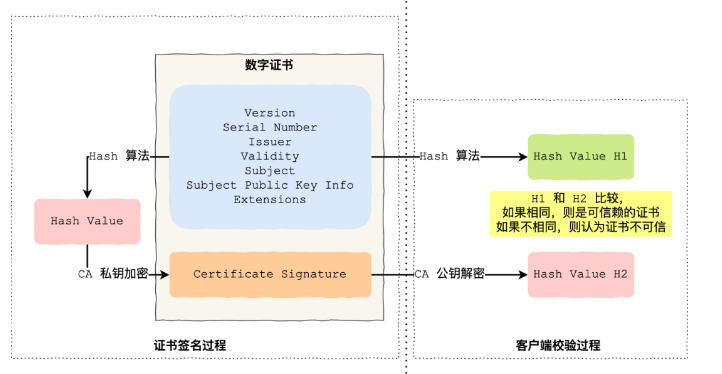 数字证书
Version
Serial Number
Issuer
Validity
Subject
Subject Public Key Info
Extensions
Hash 算法
Hash Value
CA 私钥加密
Certificate Signature
证书签名过程
Hash 算法
Hash Value H1
H1 和 H2 比较,
如果相同，则是可信赖的证书
如果不相同，则认为证书不可信
CA 公钥解密
Hash Value H2
客户端校验过程